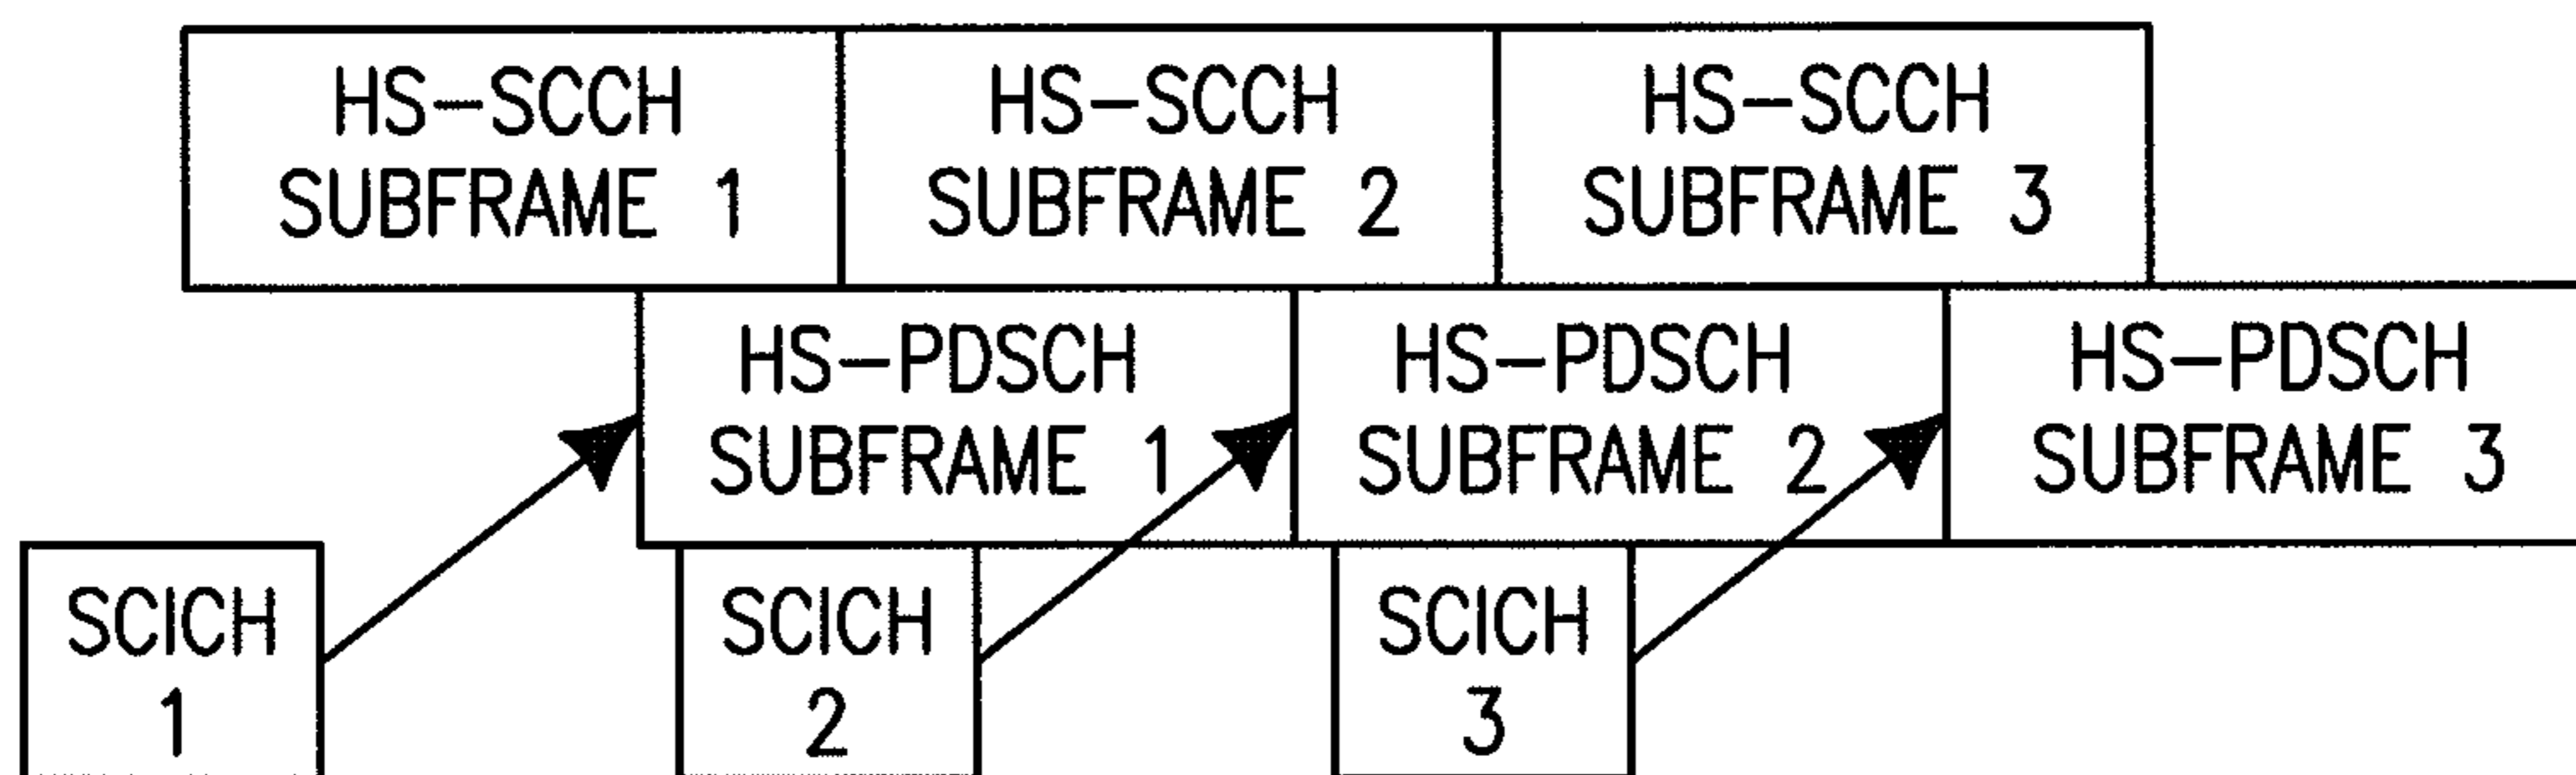 HS-SCCH
SUBFRAME 1
HS-SCCH
SUBFRAME 2
HS-SCCH
SUBFRAME 3
HS-PDSCH
SUBFRAME 1
HS-PDSCH
SUBFRAME 2
HS-PDSCH
SUBFRAME 3
SCICH
1
SCICH
2
SCICH
3